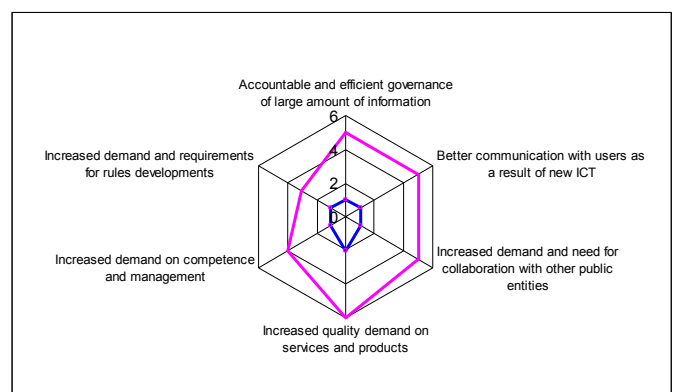 Accountable and efficient governance
of large amount of information
6
4
2
0
Better communication with users as
a result of new ICT
Increased demand and need for
collaboration with other public
entities
Increased quality demand on
services and products
Increased demand on competence
and management
Increased demand and requirements
for rules developments